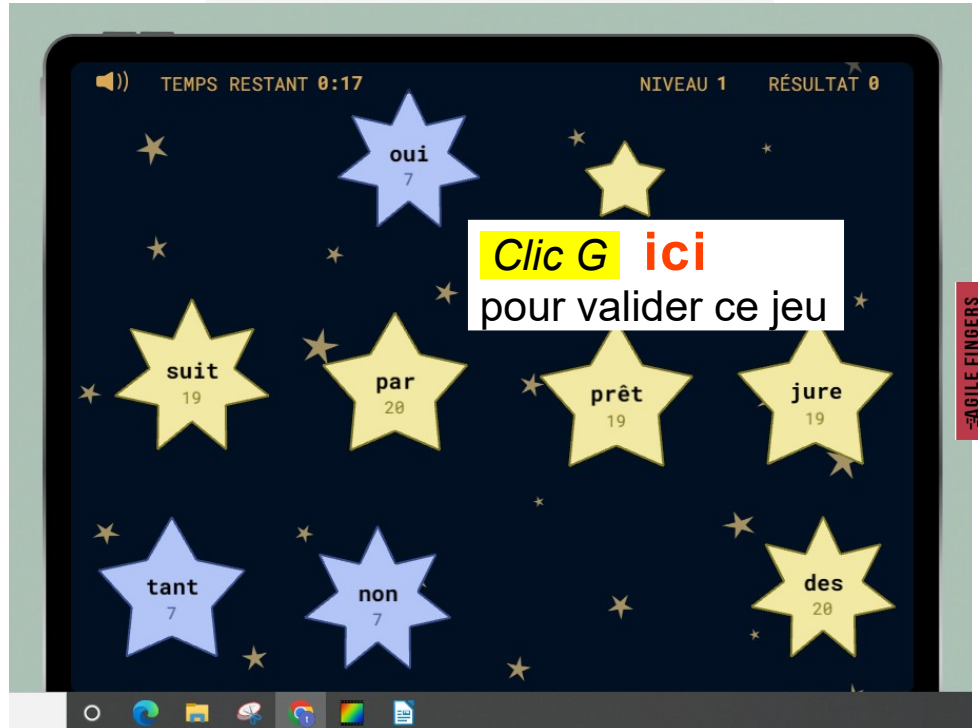 TEMPS RESTANT 0:17 NIVEAU 1 RÉSULTAT 0
oui
7
Clic G ici
pour valider ce jeu
suit
19
par
20
prêt
19
jure
19
tant
7
non
7
des
20
AGILE FINGERS